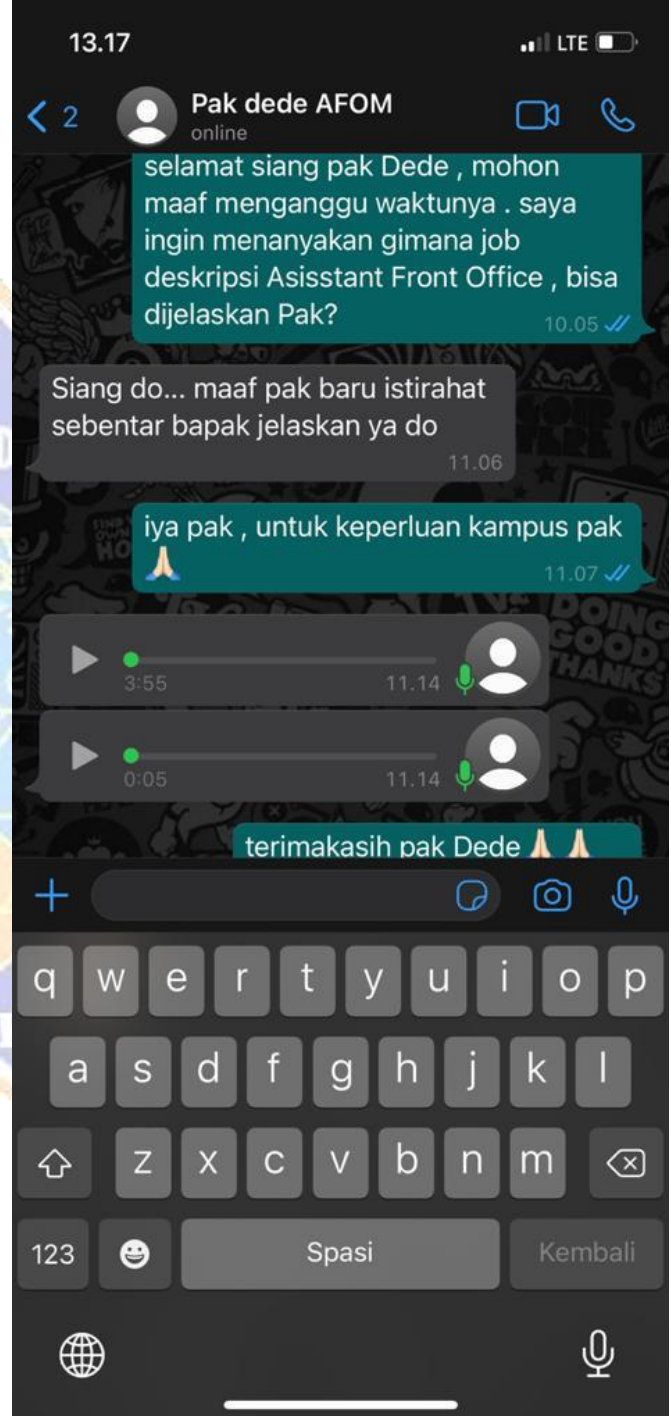 13.17
LTE
2
Pak dede AFOM
online
selamat siang pak Dede , mohon
maaf menganggu waktunya . saya
ingin menanyakan gimana job
deskripsi Asisstant Front Office , bisa
dijelaskan Pak?
10.05
Siang do... maaf pak baru istirahat
sebentar bapak jelaskan ya do
11.06
iya pak , untuk keperluan kampus pak
🙏🏻
11.07
DOING
GOOD
THANKS
3:55 11.14
0:05 11.14
terimakasih pak Dede 🙏🏻 🙏🏻
q w e r t y u i o p
a s d f g h j k l
z x c v b n m
123 Spasi Kembali